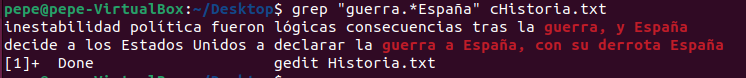 pepe@pepe-VirtualBox:~/Desktop$ grep "guerra.*España" cHistoria.txt
inestabilidad política fueron lógicas consecuencias tras la guerra, y España
decide a los Estados Unidos a declarar la guerra a España, con su derrota España
[1]+  Done                    gedit Historia.txt